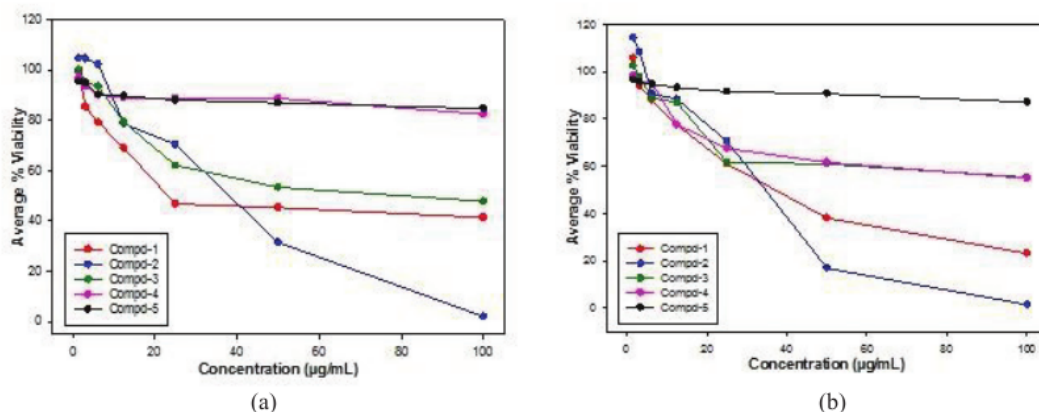 120
100
80
60
40
20
0
Average % Viability
Compd-1
Compd-2
Compd-3
Compd-4
Compd-5
0 20 40 60 80 100
Concentration (µg/mL)
(a)
120
100
80
60
40
20
0
Average % Viability
Compd-1
Compd-2
Compd-3
Compd-4
Compd-5
0 20 40 60 80 100
Concentration (µg/mL)
(b)